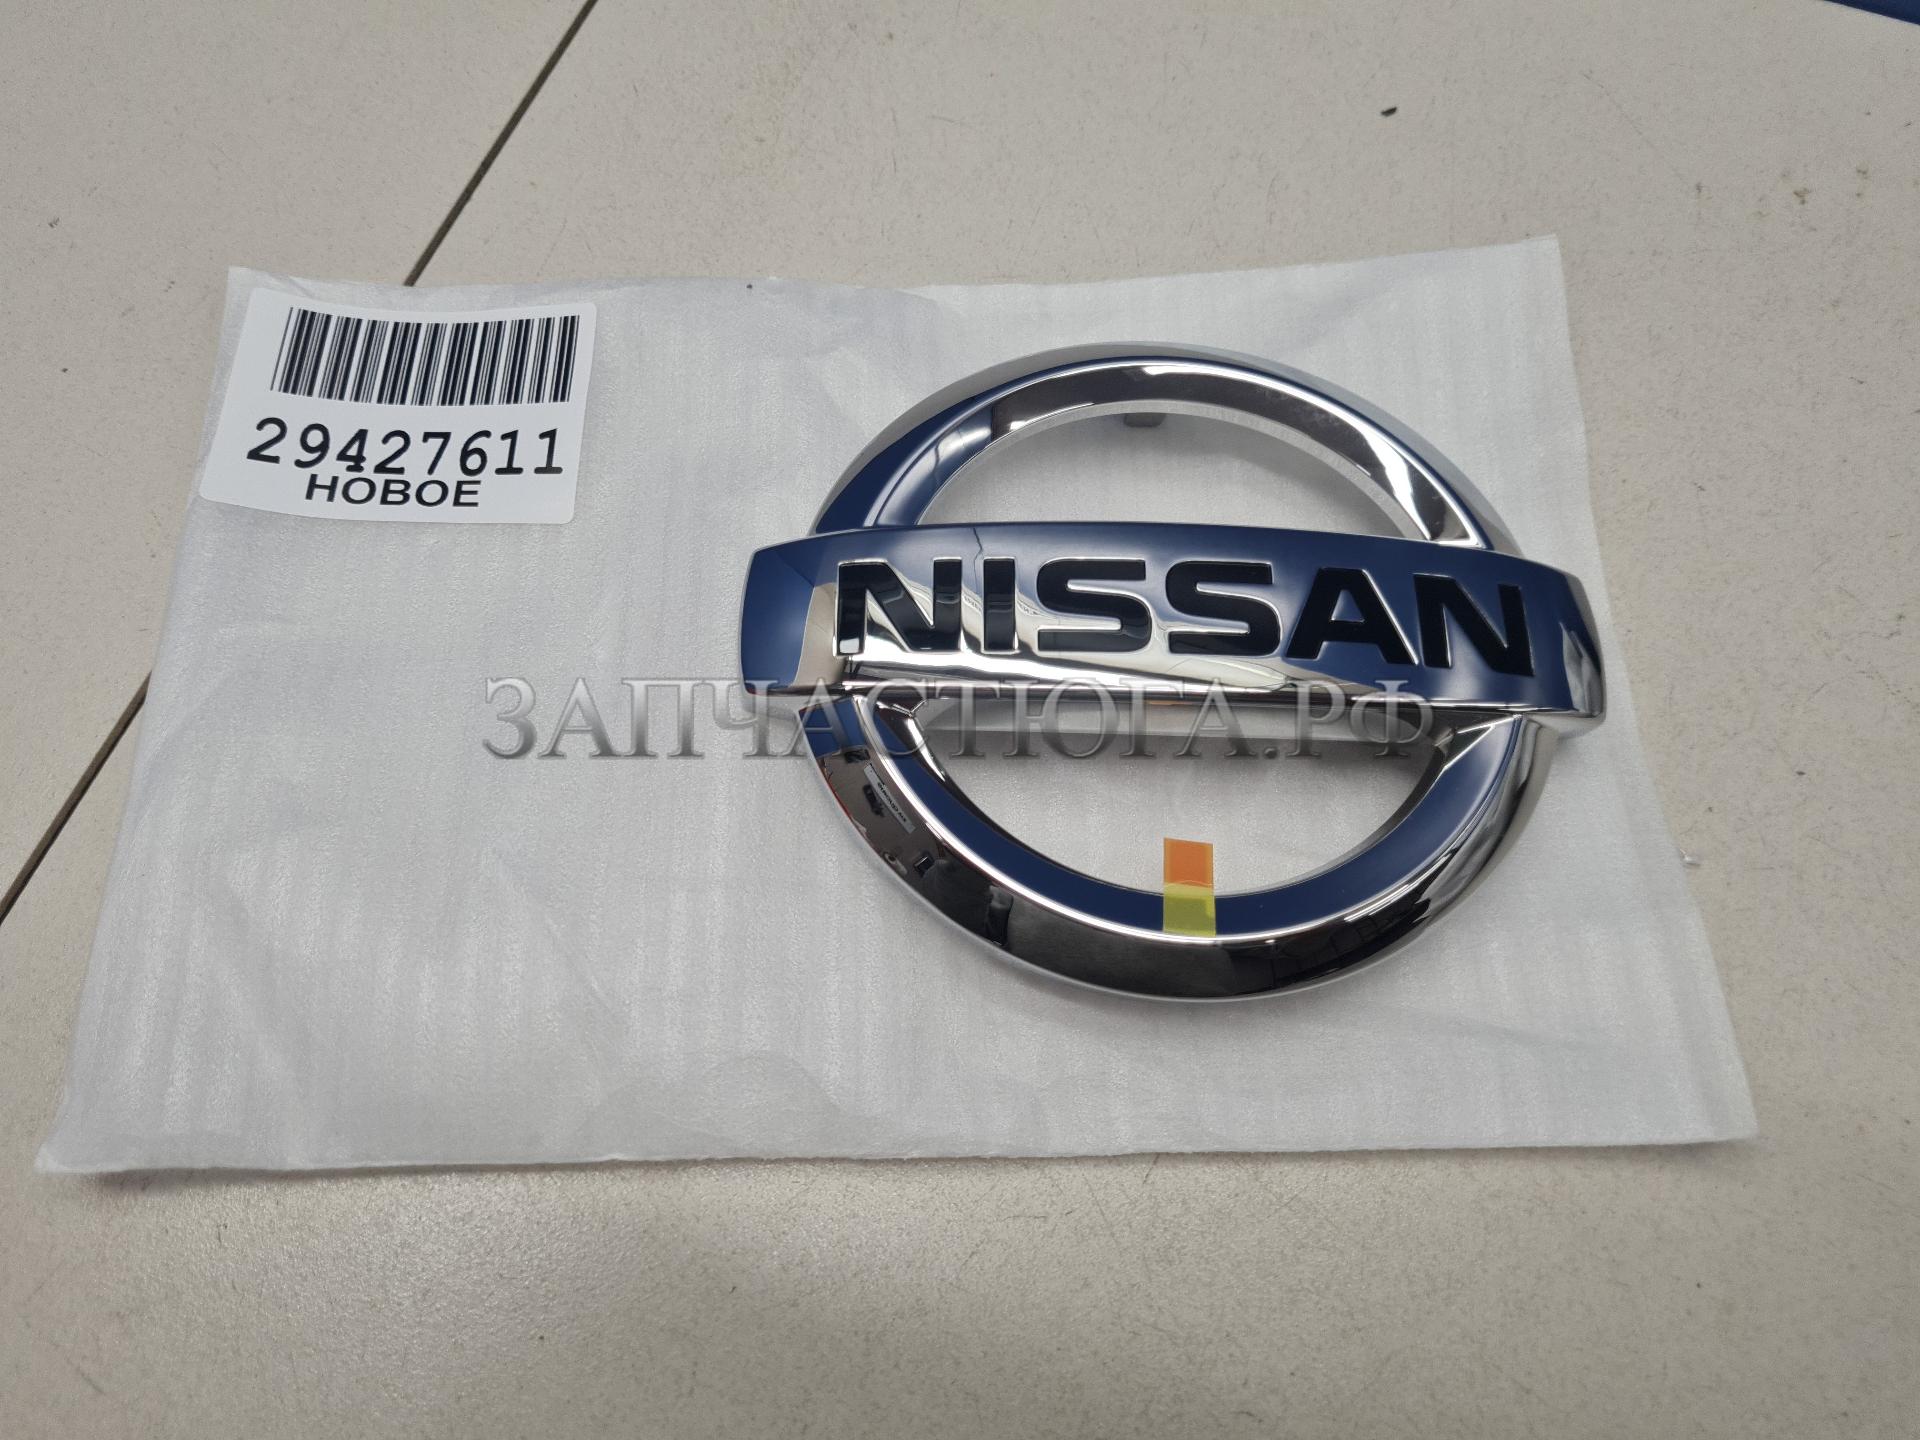 29427611
НОВОЕ
NISSAN
ЗАПЧАСТЮГА.РФ